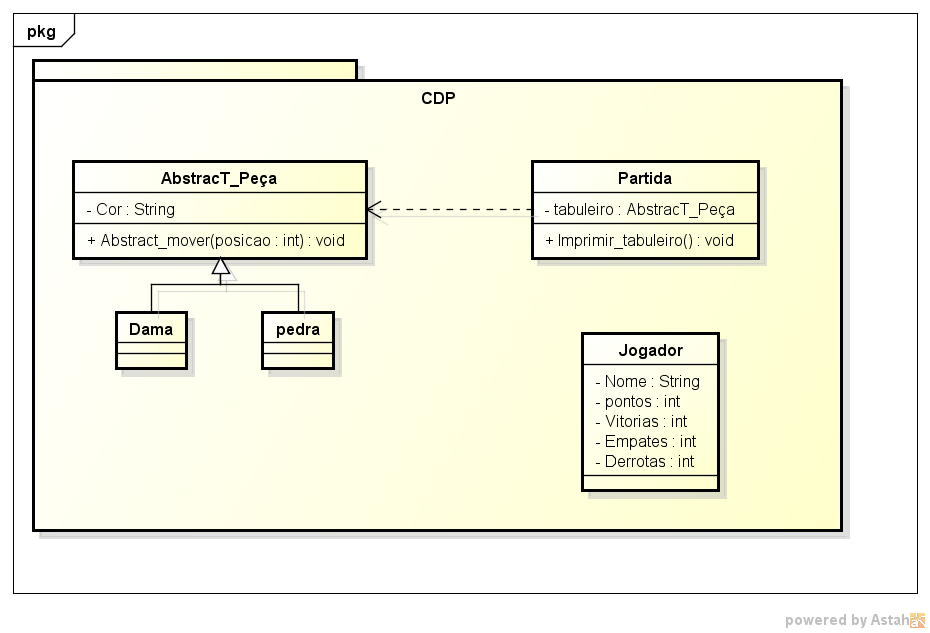 pkg
CDP
AbstracT_Peça
- Cor : String
+ Abstract_mover(posicao : int) : void
Partida
- tabuleiro : AbstracT_Peça
+ Imprimir_tabuleiro() : void
Dama
pedra
Jogador
- Nome : String
- pontos : int
- Vitorias : int
- Empates : int
- Derrotas : int
powered by Astah